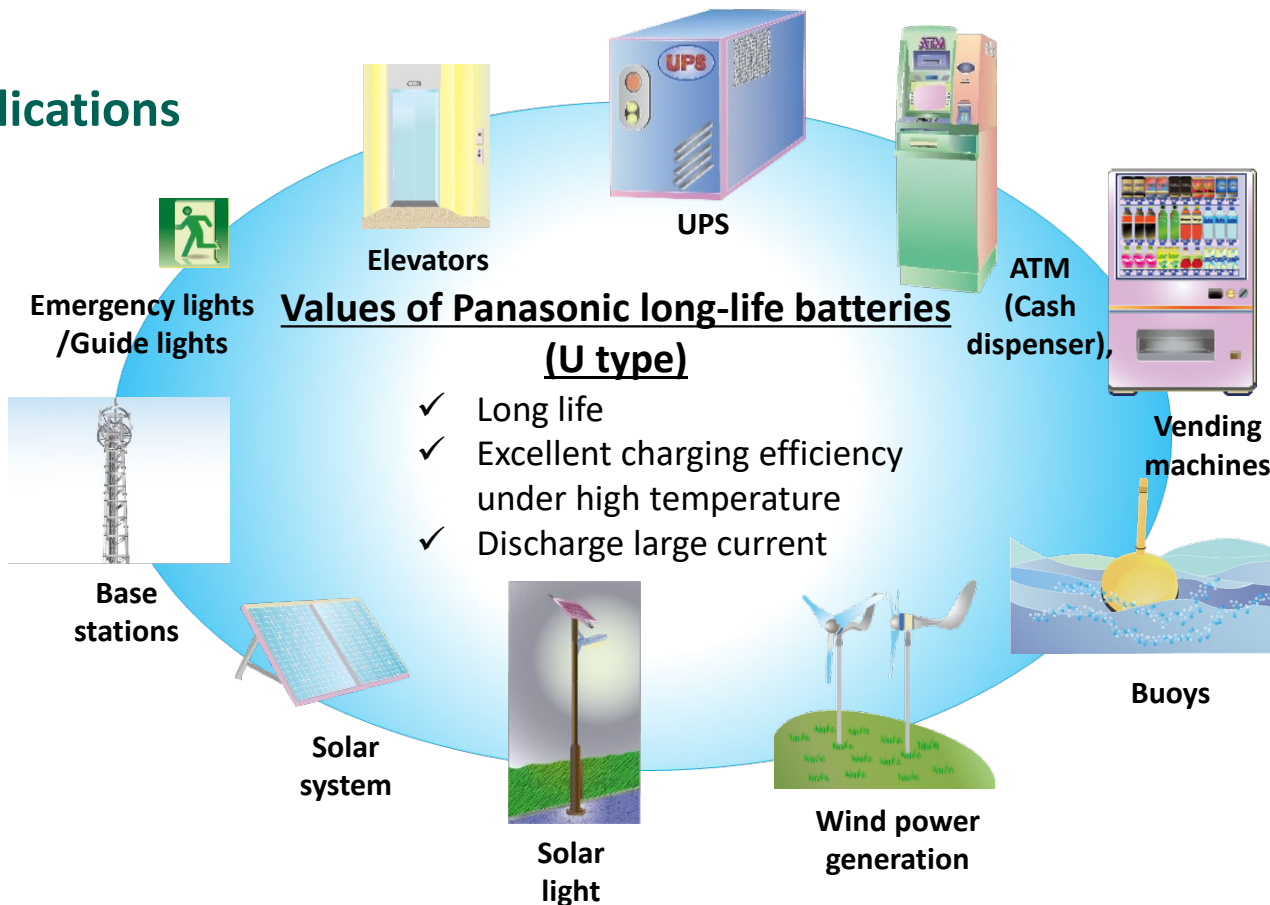 lications
UPS
ATM
UPS
Elevators
Emergency lights
/Guide lights
ATM
(Cash
dispenser),
Values of Panasonic long-life batteries
(U type)
✓ Long life
✓ Excellent charging efficiency
under high temperature
✓ Discharge large current
Vending
machines
Base
stations
Buoys
Solar
system
Wind power
generation
Solar
light